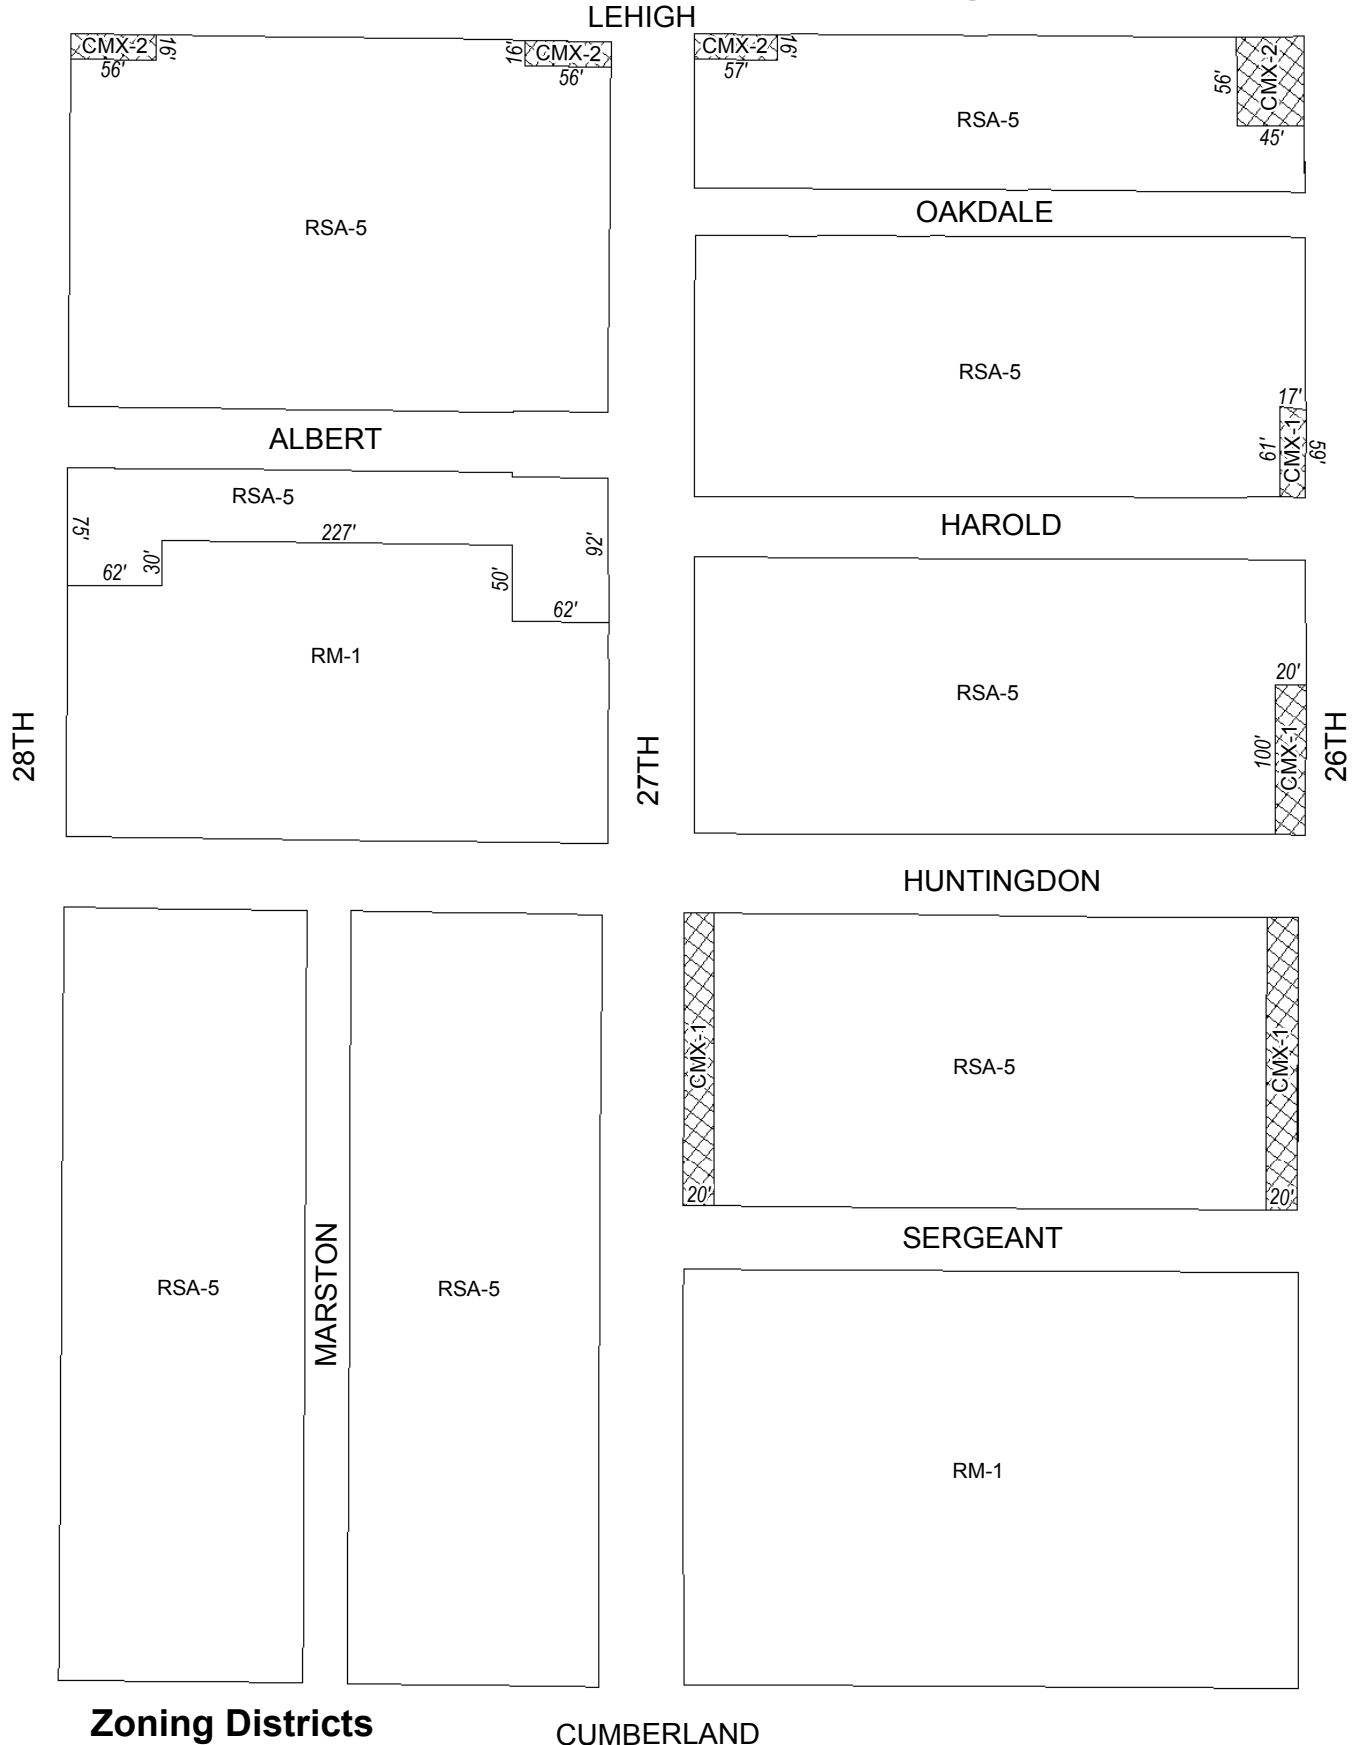 LEHIGH
CMX-2
16'
56'
16'
CMX-2
56'
CMX-2
16'
57'
56'
CMX-2
45'
RSA-5
RSA-5
OAKDALE
RSA-5
17'
61'
CMX-1
59'
ALBERT
RSA-5
75'
62'
30'
227'
50'
92'
62'
HAROLD
RM-1
RSA-5
20'
100'
CMX-1
28TH
27TH
26TH
HUNTINGDON
CMX-1
RSA-5
CMX-1
20'
20'
SERGEANT
RSA-5
MARSTON
RSA-5
RM-1
Zoning Districts
CUMBERLAND